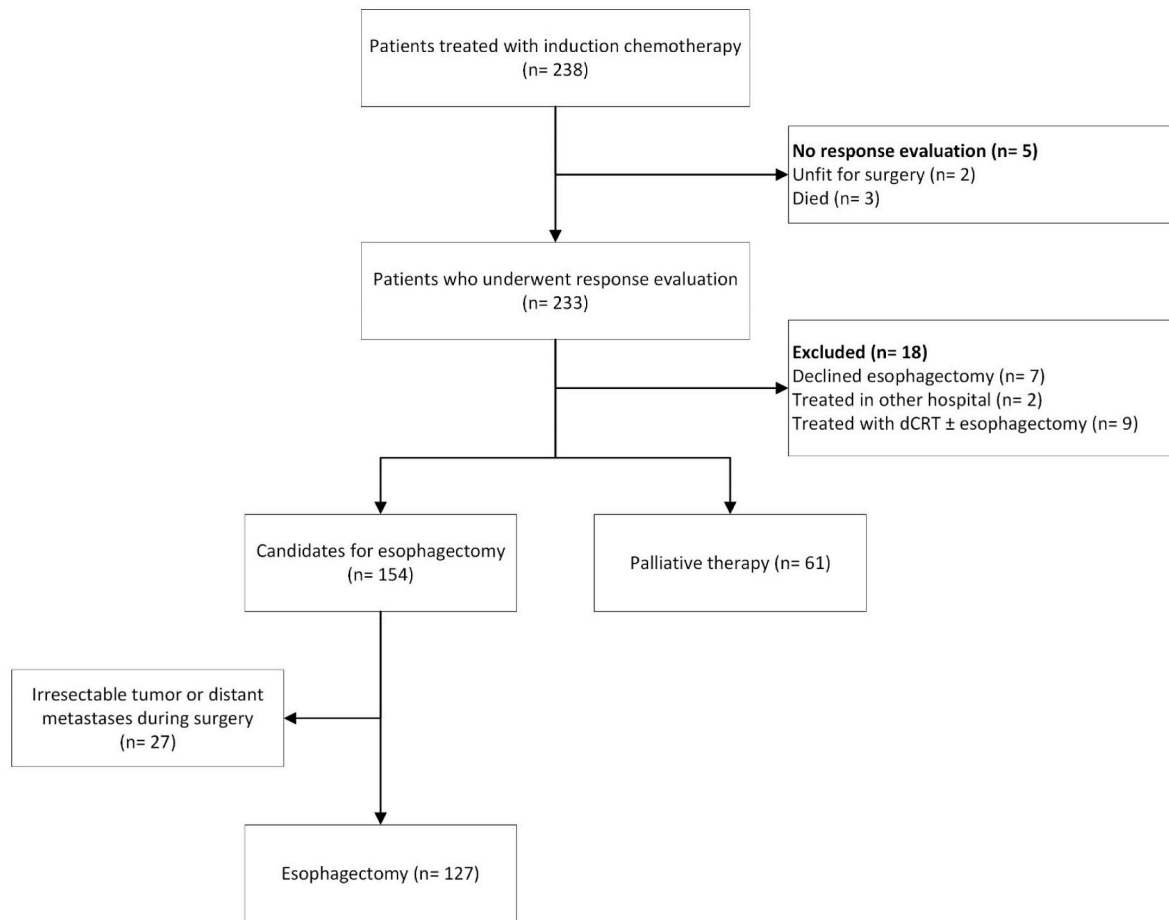 Patients treated with induction chemotherapy
(n= 238)
No response evaluation (n= 5)
Unfit for surgery (n= 2)
Died (n= 3)
Patients who underwent response evaluation
(n= 233)
Excluded (n= 18)
Declined esophagectomy (n= 7)
Treated in other hospital (n= 2)
Treated with dCRT ± esophagectomy (n= 9)
Candidates for esophagectomy
(n= 154)
Palliative therapy (n= 61)
Irresectable tumor or distant
metastases during surgery
(n= 27)
Esophagectomy (n= 127)